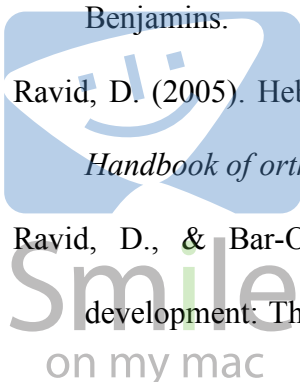 Benjamins.
Ravid, D. (2005). Heb
Handbook of orth
Ravid, D., & Bar-O
Smile
development: Th
on my mac